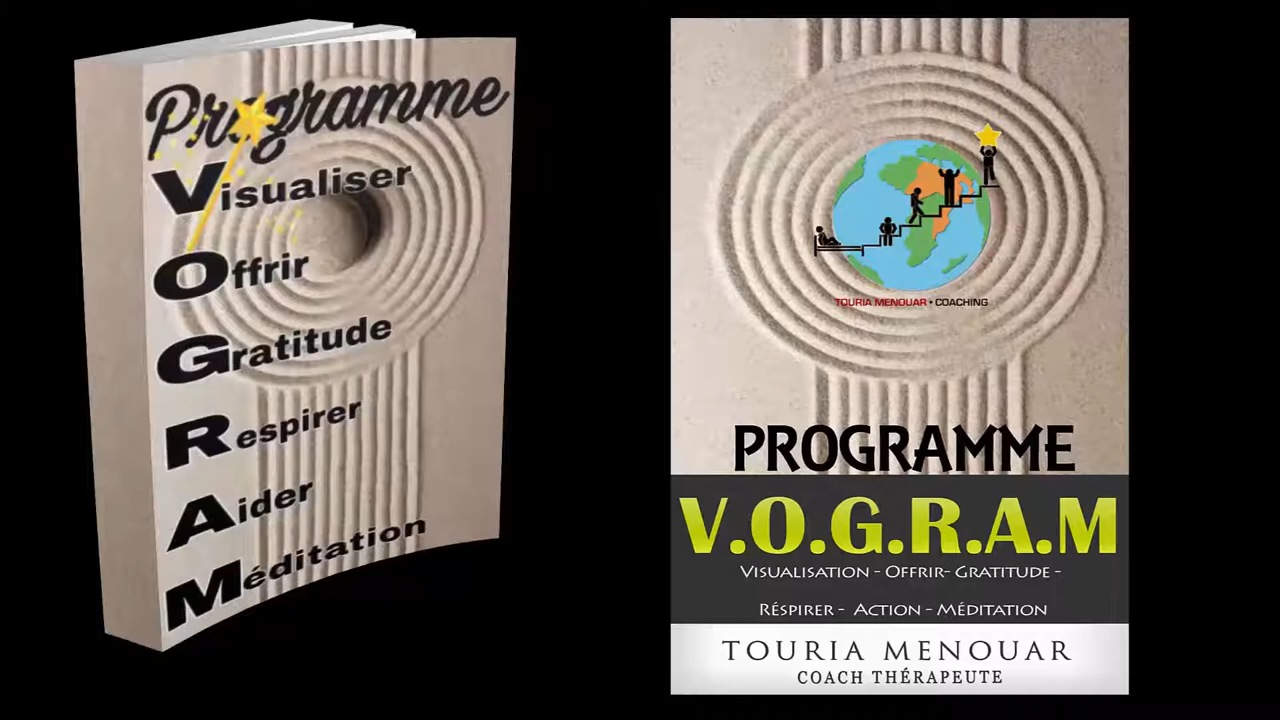 Programme
Visualiser
Offrir
Gratitude
Respirer
Aider
Méditation
TOURIA MENOUAR • COACHING
PROGRAMME
V.O.G.R.A.M
VISUALISATION - OFFRIR- GRATITUDE -
RÉSPIRER - ACTION - MÉDITATION
TOURIA MENOUAR
COACH THÉRAPEUTE